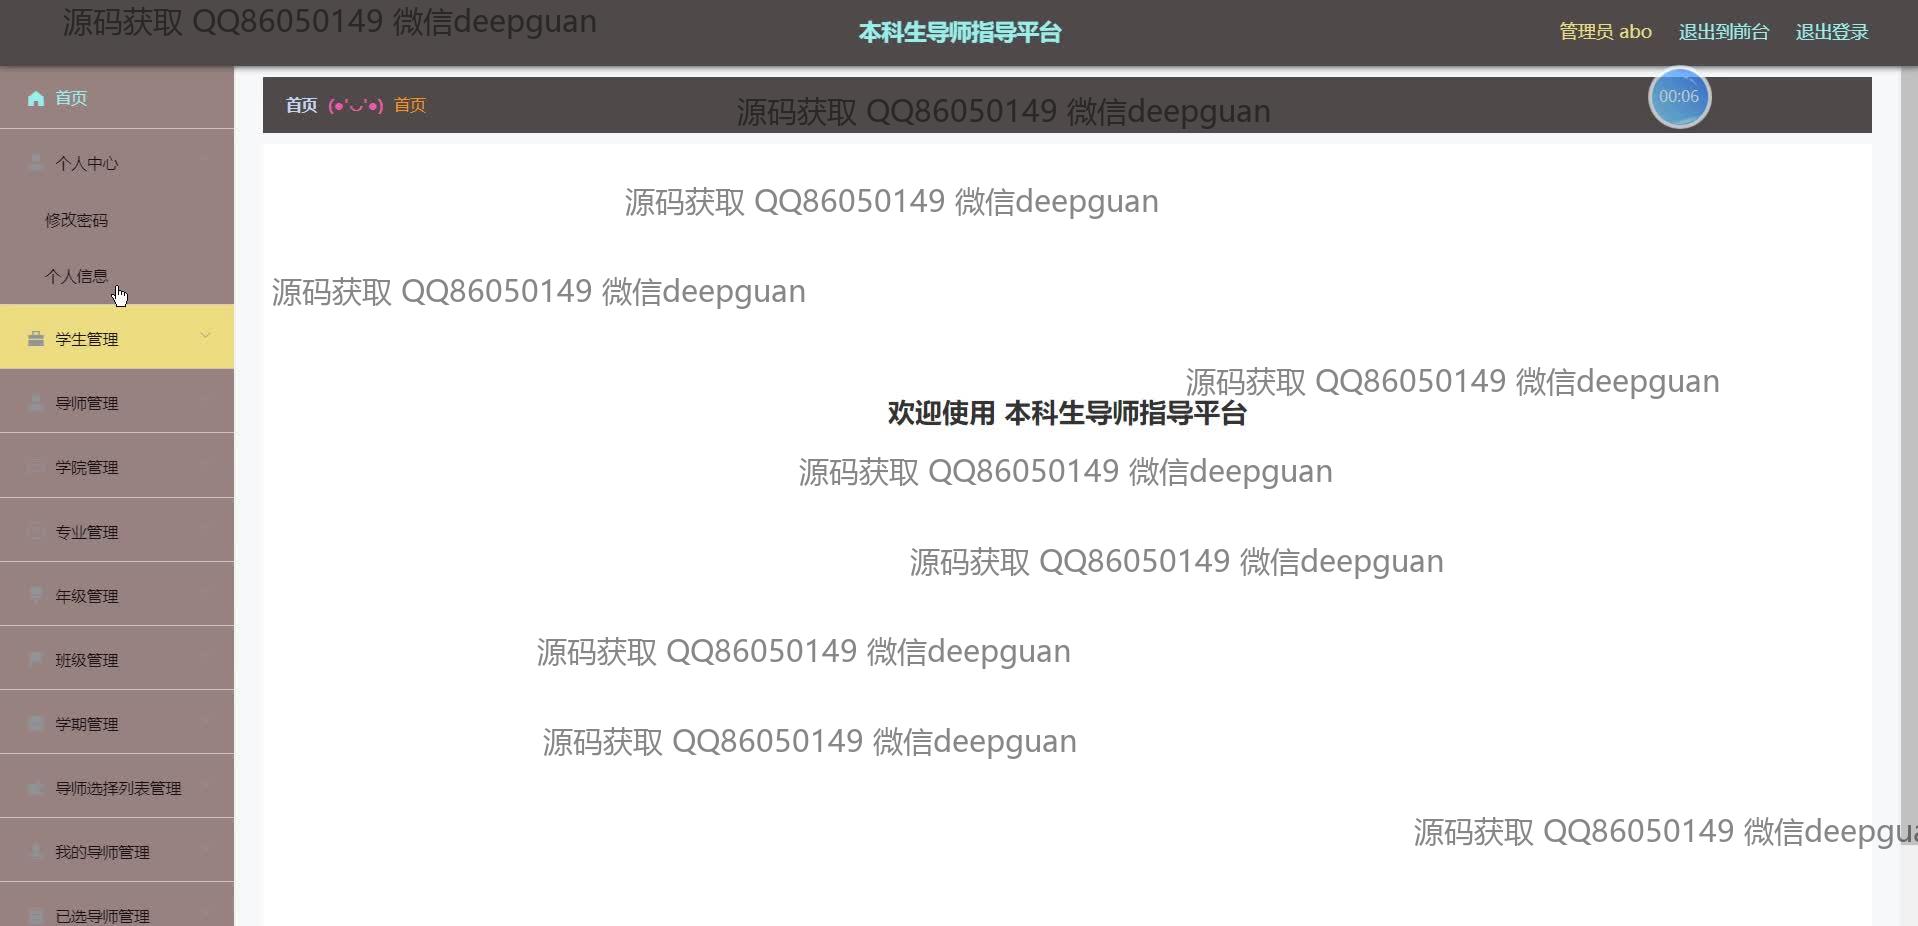 源码获取 QQ86050149 微信deepguan
本科生导师指导平台
管理员 abo
退出到前台
退出登录
首页
首页 (●'◡'●) 首页
源码获取 QQ86050149 微信deepguan
00:06
个人中心
修改密码
个人信息
学生管理
导师管理
学院管理
专业管理
年级管理
班级管理
学期管理
导师选择列表管理
我的导师管理
已选导师管理
源码获取 QQ86050149 微信deepguan
源码获取 QQ86050149 微信deepguan
源码获取 QQ86050149 微信deepguan
欢迎使用 本科生导师指导平台
源码获取 QQ86050149 微信deepguan
源码获取 QQ86050149 微信deepguan
源码获取 QQ86050149 微信deepguan
源码获取 QQ86050149 微信deepguan
源码获取 QQ86050149 微信deepgua